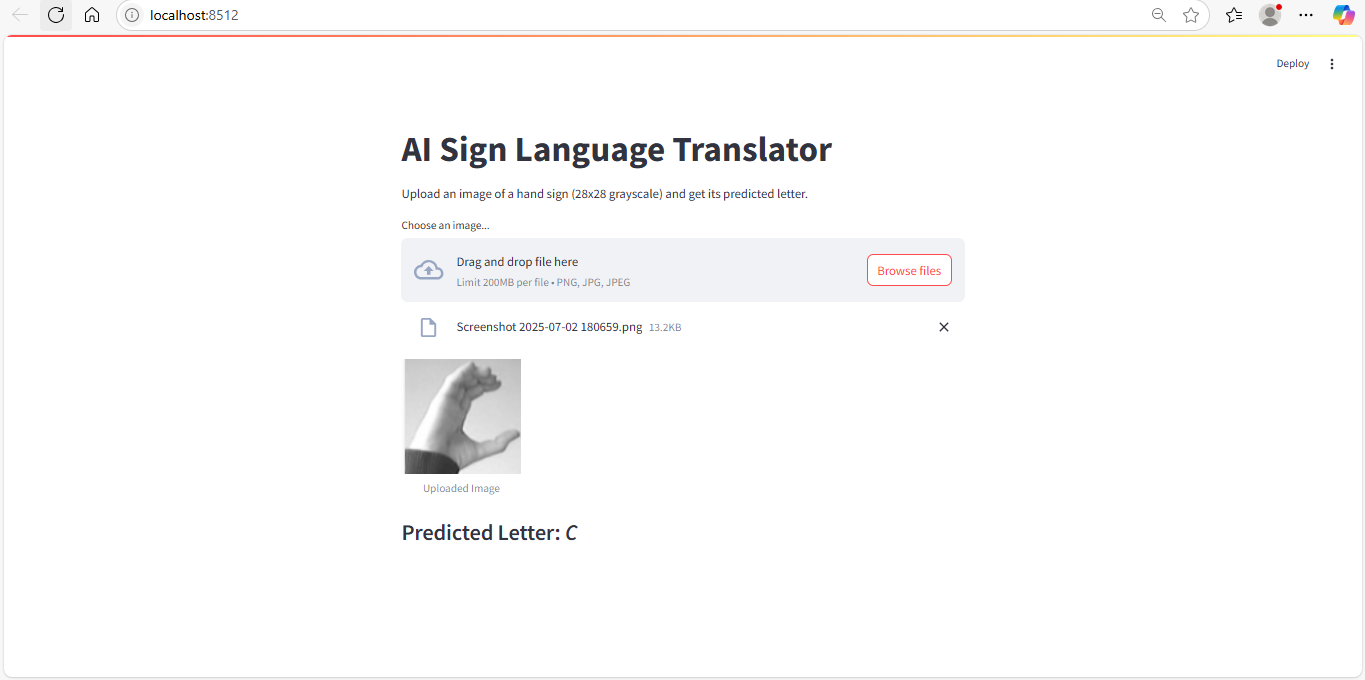 localhost:8512
Deploy
AI Sign Language Translator
Upload an image of a hand sign (28x28 grayscale) and get its predicted letter.
Choose an image...
Drag and drop file here
Limit 200MB per file • PNG, JPG, JPEG
Browse files
Screenshot 2025-07-02 180659.png 13.2KB
Uploaded Image
Predicted Letter: C